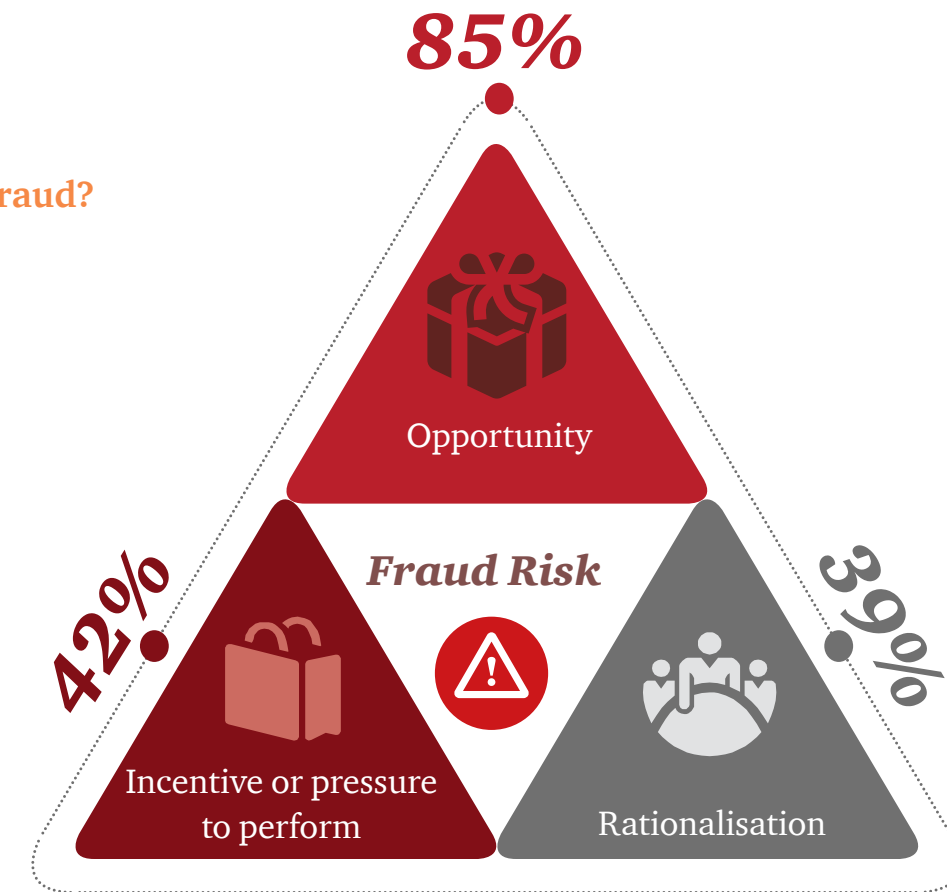 85%
raud?
Opportunity
Fraud Risk
42%
39%
Incentive or pressure
to perform
Rationalisation